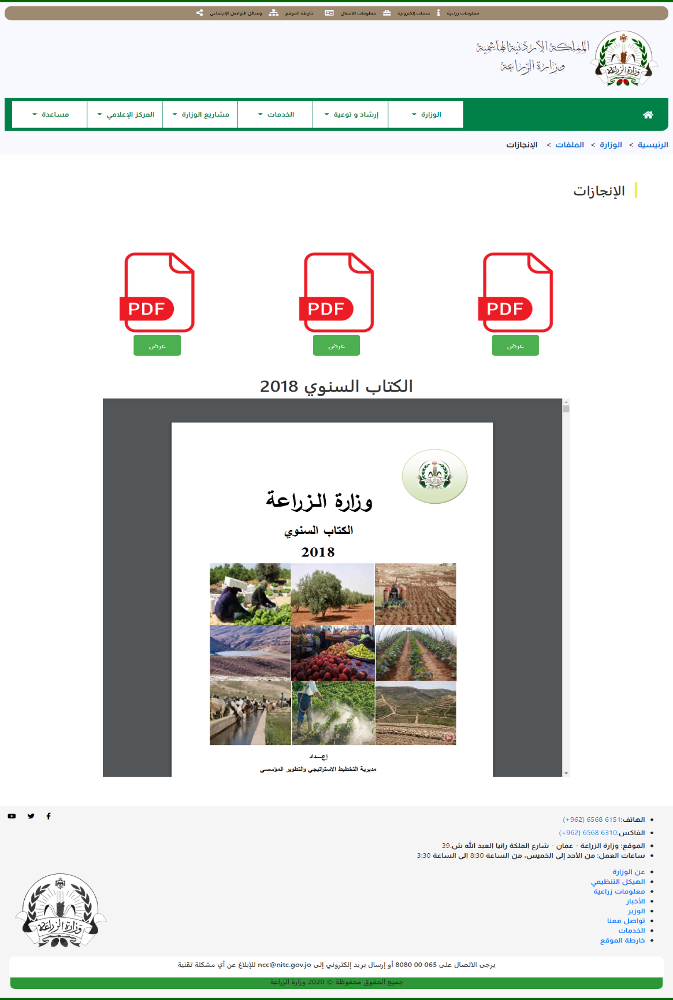 معلومات زراعية خدمات إلكترونية معلومات الاتصال خارطة الموقع وسائل التواصل الإجتماعي
المملكة الأردنية الهاشمية
وزارة الزراعة
وزارة الزراعة
الوزارة إرشاد و توعية الخدمات مشاريع الوزارة المركز الإعلامي مساعدة
الرئيسية > الوزارة > الملفات > الإنجازات
الإنجازات
PDF PDF PDF
عرض عرض عرض
الكتاب السنوي 2018
وزارة الزراعة
وزارة الزراعة
الكتاب السنوي
2018
إعــداد
مديرية التخطيط الاستراتيجي والتطوير المؤسسي
الهاتف:6151 6568 (962+)
الفاكس:6310 6568 (962+)
الموقع: وزارة الزراعة - عمان - شارع الملكة رانيا العبد الله ش.39
ساعات العمل: من الأحد إلى الخميس، من الساعة 8:30 الى الساعة 3:30
عن الوزارة
الهيكل التنظيمي
معلومات زراعية
الأخبار
الوزير
تواصل معنا
الخدمات
خارطة الموقع
وزارة الزراعة
يرجى الاتصال على 065 00 8080 أو إرسال بريد إلكتروني إلى ncc@nitc.gov.jo للإبلاغ عن أي مشكلة تقنية
جميع الحقوق محفوظة © 2020 وزارة الزراعة